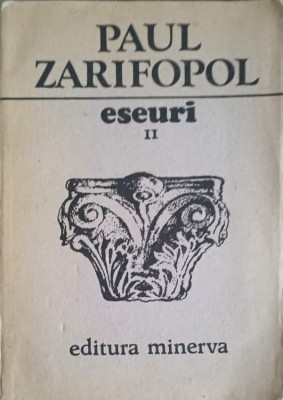 PAUL
ZARIFOPOL
eseuri
II
editura minerva